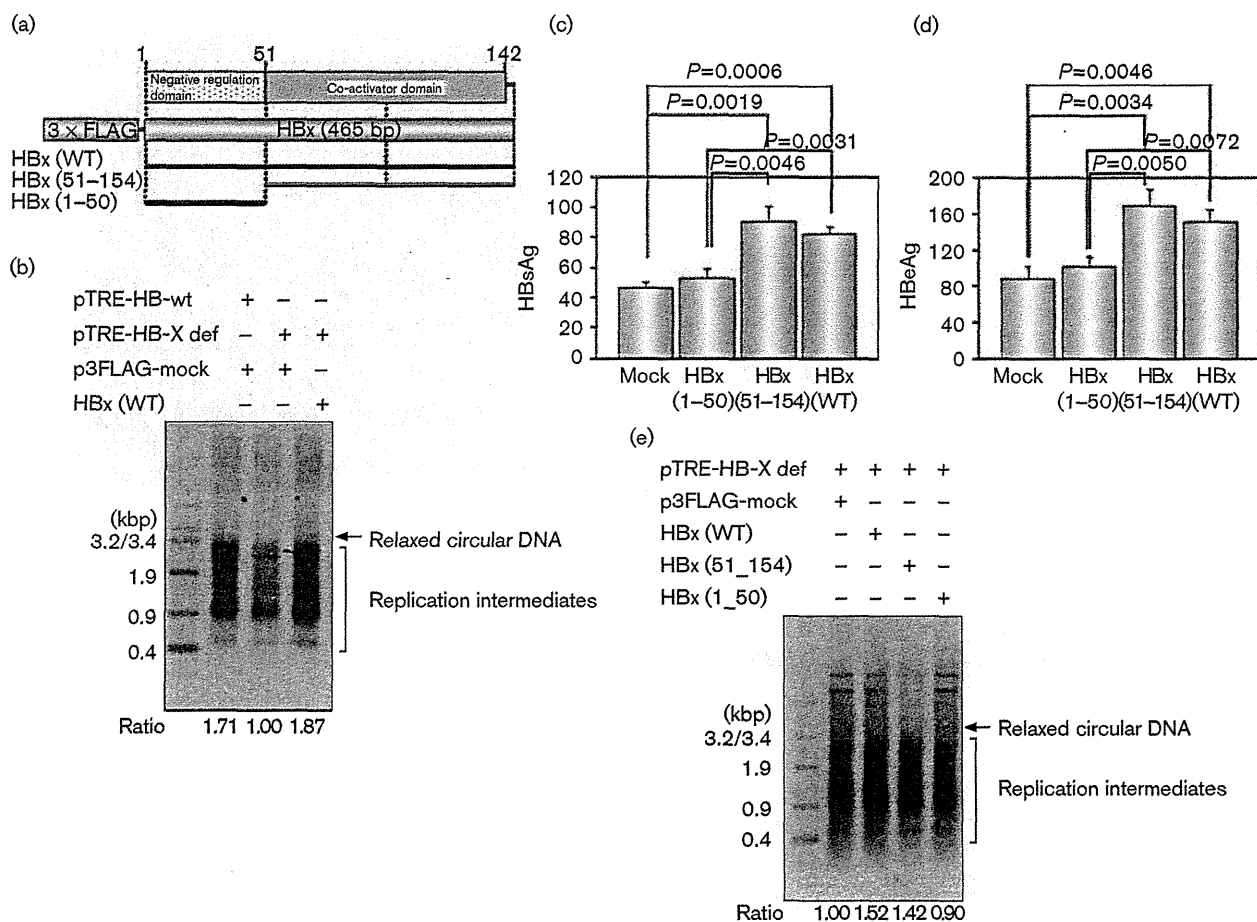 (a)
1 51 142
Negative regulation
domain:
Co-activator domain
3 × FLAG
HBx (465 bp)
HBx (WT)
HBx (51–154)
HBx (1–50)
(b)
pTRE-HB-wt + – –
pTRE-HB-X def – + +
p3FLAG-mock + + –
HBx (WT) – – +
(kbp)
3.2/3.4
1.9
0.9
0.4
Relaxed circular DNA
Replication intermediates
Ratio 1.71 1.00 1.87
(c)
P=0.0006
P=0.0019
P=0.0031
P=0.0046
HBsAg
120
100
80
60
40
20
0
Mock HBx HBx HBx
(1–50) (51–154) (WT)
(d)
P=0.0046
P=0.0034
P=0.0072
P=0.0050
HBeAg
200
160
120
80
40
0
Mock HBx HBx HBx
(1–50) (51–154) (WT)
(e)
pTRE-HB-X def + + + +
p3FLAG-mock + – – –
HBx (WT) – + – –
HBx (51_154) – – + –
HBx (1_50) – – – +
(kbp)
3.2/3.4
1.9
0.9
0.4
Relaxed circular DNA
Replication intermediates
Ratio 1.00 1.52 1.42 0.90